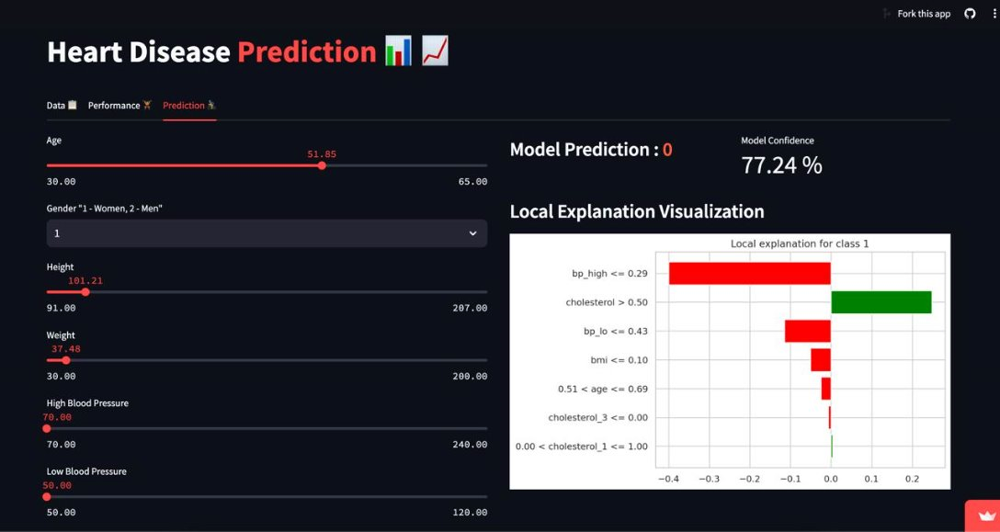 Fork this app
Heart Disease Prediction
Data Performance Prediction
Age
51.85
30.00 65.00
Gender "1 - Women, 2 - Men"
1
Height
101.21
91.00 207.00
Weight
37.48
30.00 200.00
High Blood Pressure
70.00
70.00 240.00
Low Blood Pressure
50.00
50.00 120.00
Model Prediction : 0
Model Confidence
77.24 %
Local Explanation Visualization
Local explanation for class 1
bp_high <= 0.29
cholesterol > 0.50
bp_lo <= 0.43
bmi <= 0.10
0.51 < age <= 0.69
cholesterol_3 <= 0.00
0.00 < cholesterol_1 <= 1.00
−0.4 −0.3 −0.2 −0.1 0.0 0.1 0.2